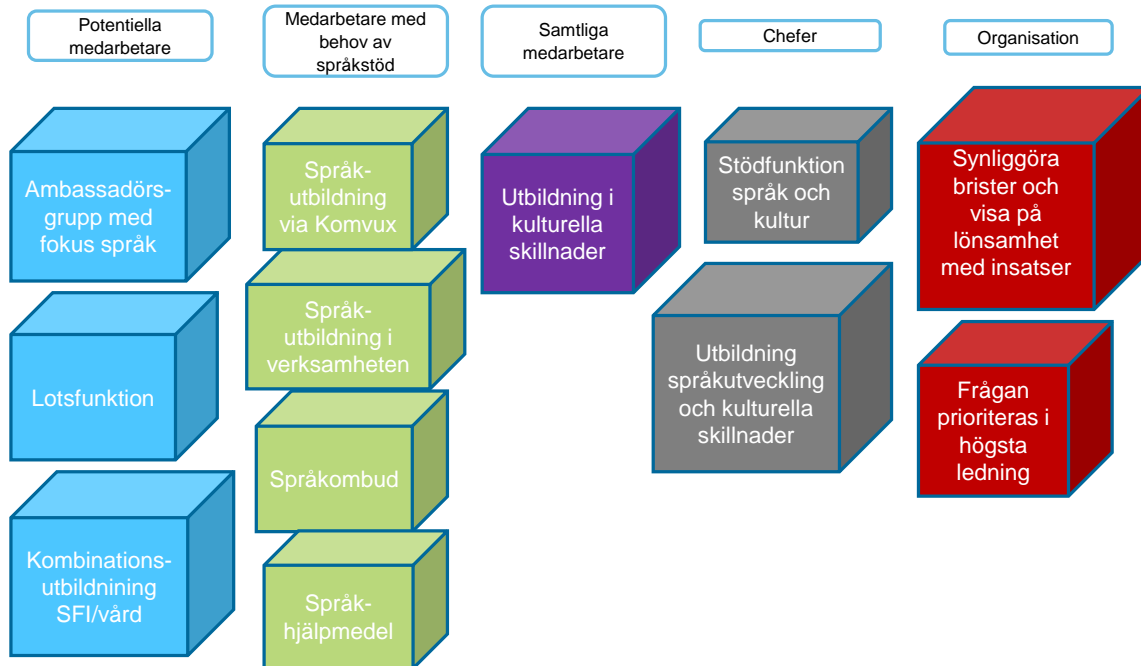 Potentiella
medarbetare
Medarbetare med
behov av
språkstöd
Samtliga
medarbetare
Chefer
Organisation
Ambassadörs-
grupp med
fokus språk
Lotsfunktion
Kombinations-
utbildnining
SFI/vård
Språk-
utbildning
via Komvux
Språk-
utbildning i
verksamheten
Språkombud
Språk-
hjälpmedel
Utbildning i
kulturella
skillnader
Stödfunktion
språk och
kultur
Utbildning
språkutveckling
och kulturella
skillnader
Synliggöra
brister och
visa på
lönsamhet
med insatser
Frågan
prioriteras i
högsta
ledning